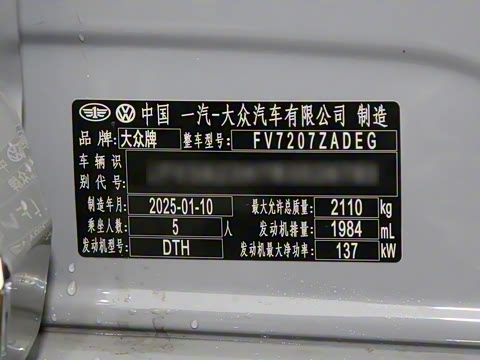 中国 一汽-大众汽车有限公司 制造
品牌: 大众牌 整车型号: FV7207ZADEG
车辆识
别代号:
制造年月: 2025-01-10 最大允许总质量: 2110 kg
乘坐人数: 5 人 发动机排量: 1984 mL
发动机型号: DTH 发动机最大净功率: 137 kW